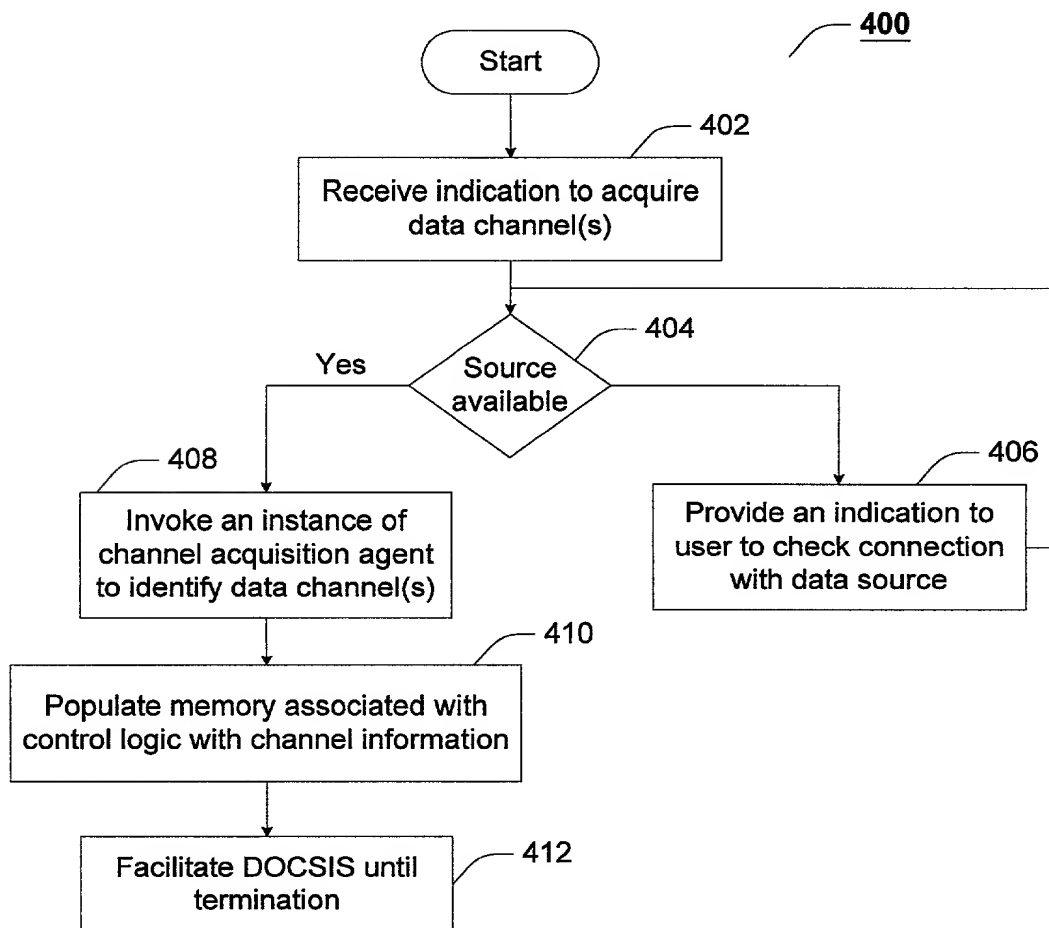 400
Start
402
Receive indication to acquire
data channel(s)
404
Yes
Source
available
408
406
Invoke an instance of
channel acquisition agent
to identify data channel(s)
Provide an indication to
user to check connection
with data source
410
Populate memory associated with
control logic with channel information
412
Facilitate DOCSIS until
termination